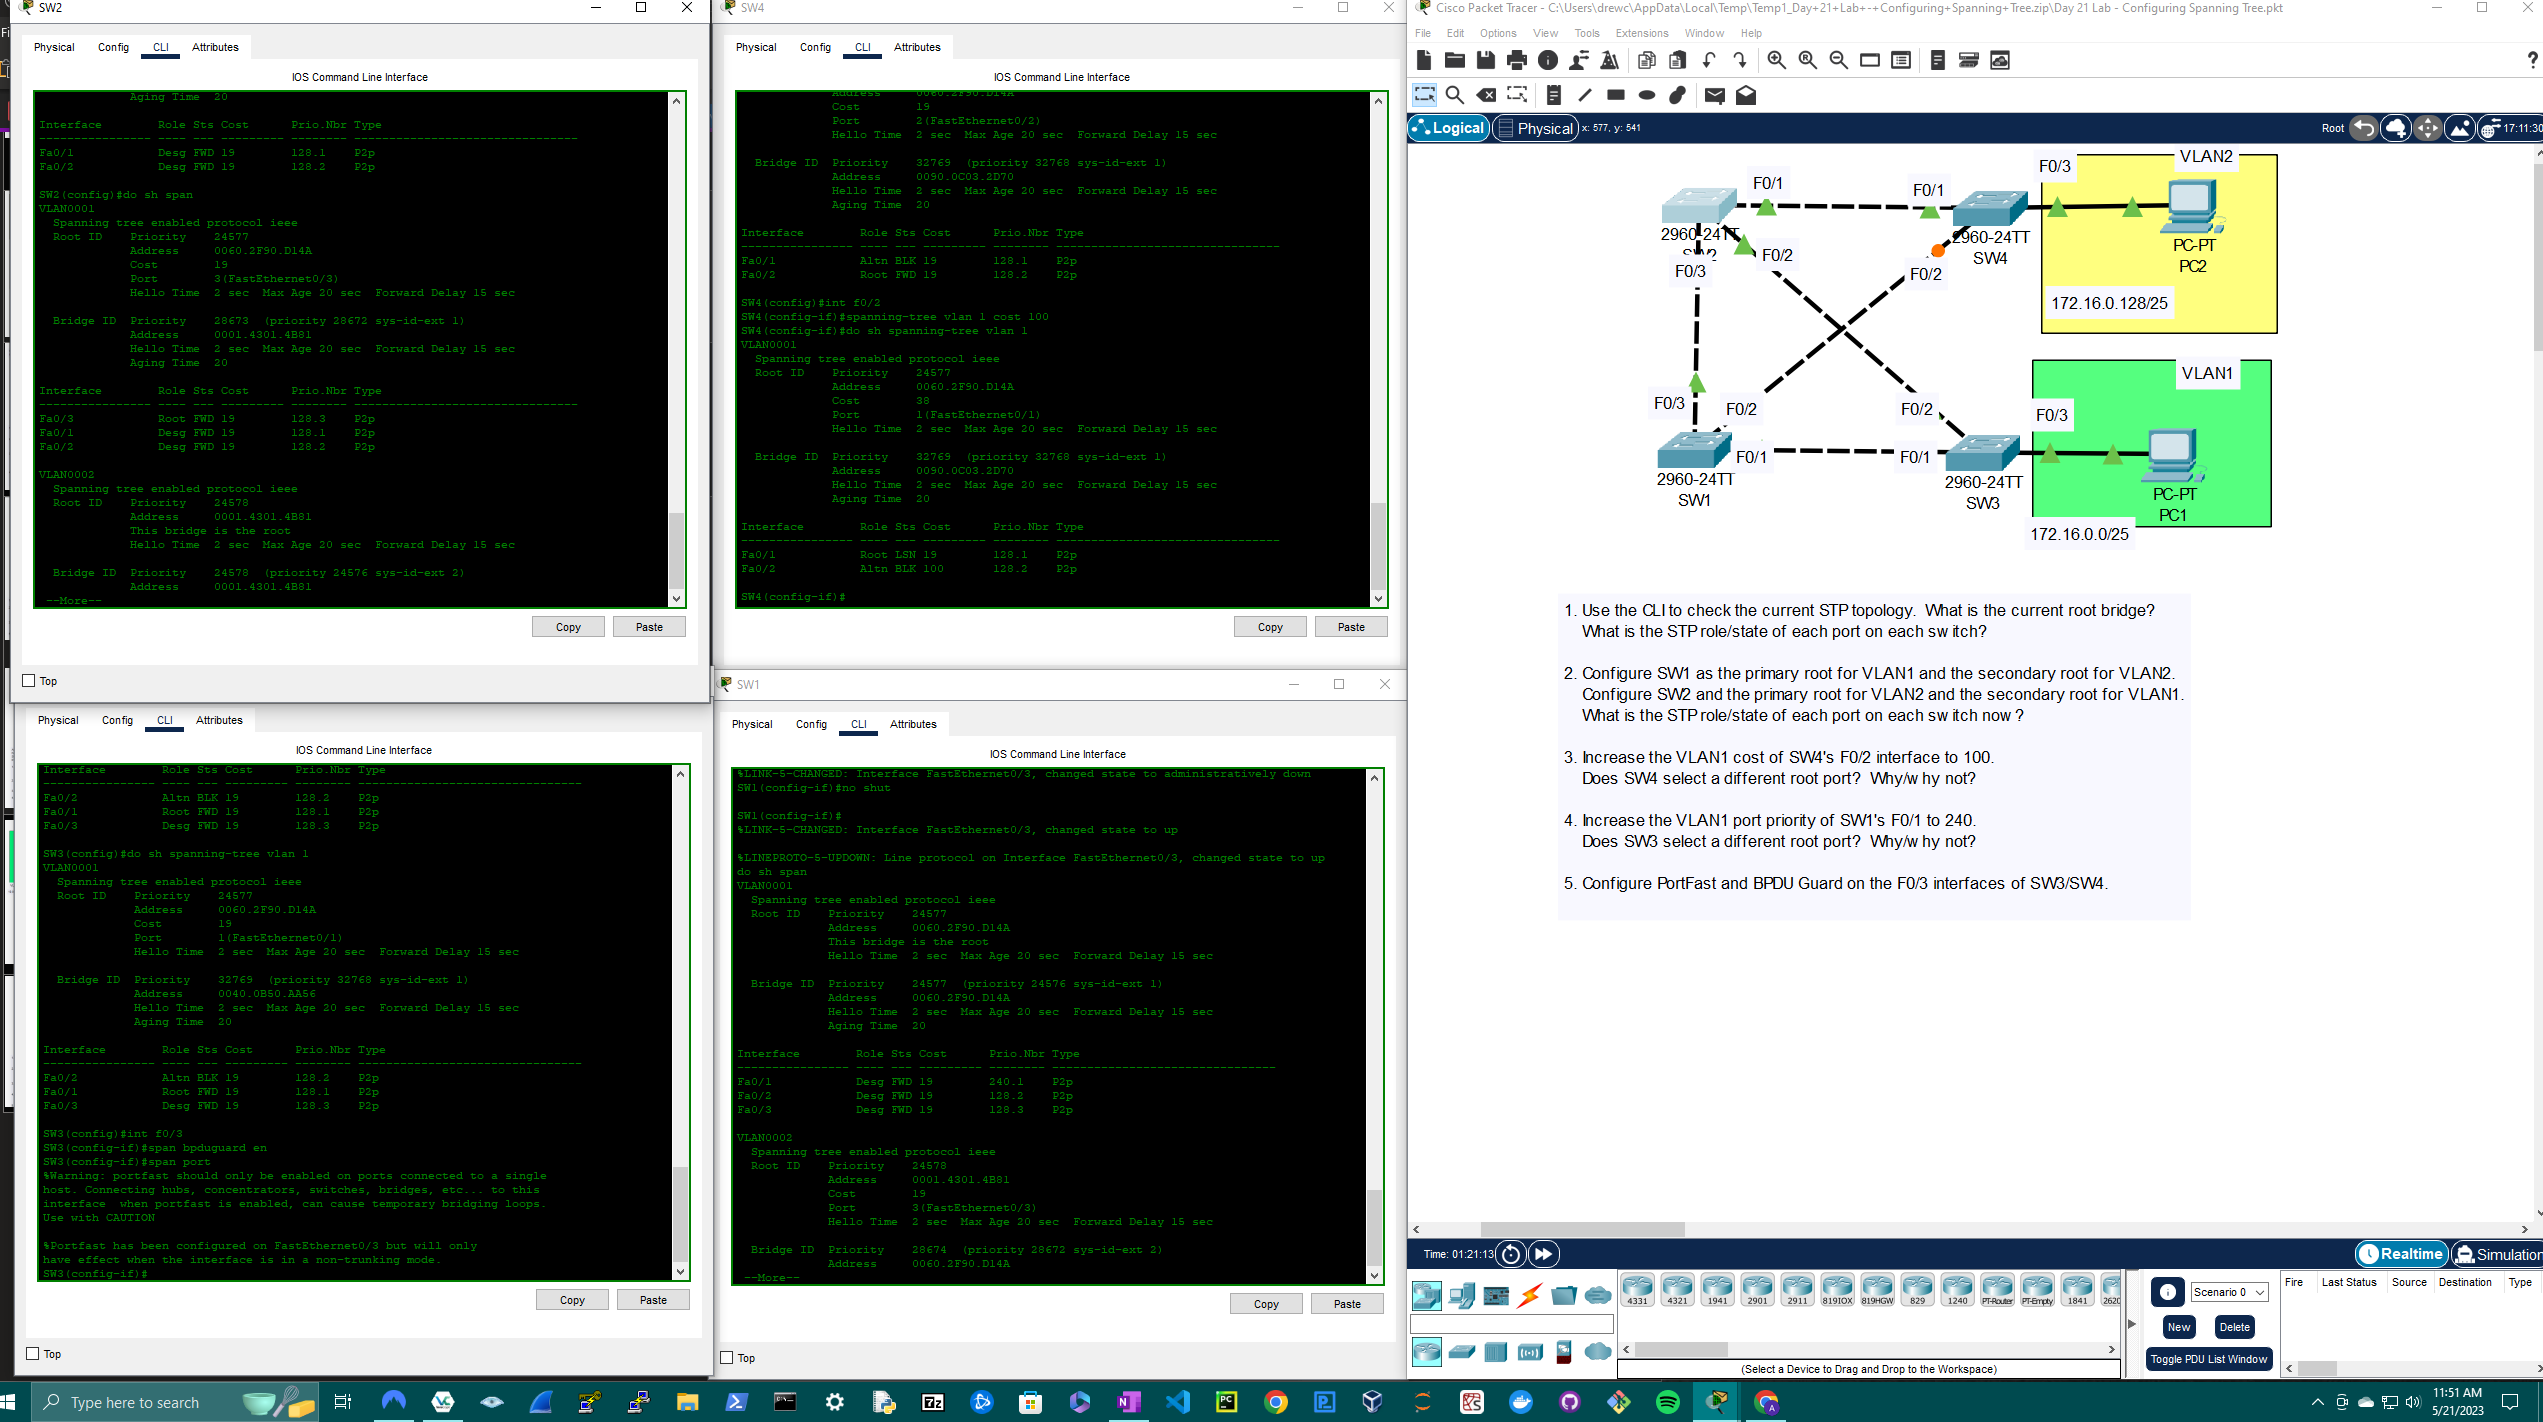 SW2
Physical Config CLI Attributes
IOS Command Line Interface
Aging Time 20
Interface Role Sts Cost Prio.Nbr Type
---------------- ---- --- --------- -------- --------------------------------
Fa0/1 Desg FWD 19 128.1 P2p
Fa0/2 Desg FWD 19 128.2 P2p
SW2(config)#do sh span
VLAN0001
Spanning tree enabled protocol ieee
Root ID Priority 24577
Address 0060.2F90.D14A
Cost 19
Port 3(FastEthernet0/3)
Hello Time 2 sec Max Age 20 sec Forward Delay 15 sec
Bridge ID Priority 28673 (priority 28672 sys-id-ext 1)
Address 0001.4301.4B81
Hello Time 2 sec Max Age 20 sec Forward Delay 15 sec
Aging Time 20
Interface Role Sts Cost Prio.Nbr Type
---------------- ---- --- --------- -------- --------------------------------
Fa0/3 Root FWD 19 128.3 P2p
Fa0/1 Desg FWD 19 128.1 P2p
Fa0/2 Desg FWD 19 128.2 P2p
VLAN0002
Spanning tree enabled protocol ieee
Root ID Priority 24578
Address 0001.4301.4B81
This bridge is the root
Hello Time 2 sec Max Age 20 sec Forward Delay 15 sec
Bridge ID Priority 24578 (priority 24576 sys-id-ext 2)
Address 0001.4301.4B81
--More--
Copy Paste
Top
SW4
Physical Config CLI Attributes
IOS Command Line Interface
Address 0060.2F90.D14A
Cost 19
Port 2(FastEthernet0/2)
Hello Time 2 sec Max Age 20 sec Forward Delay 15 sec
Bridge ID Priority 32769 (priority 32768 sys-id-ext 1)
Address 0090.0C03.2D70
Hello Time 2 sec Max Age 20 sec Forward Delay 15 sec
Aging Time 20
Interface Role Sts Cost Prio.Nbr Type
---------------- ---- --- --------- -------- --------------------------------
Fa0/1 Altn BLK 19 128.1 P2p
Fa0/2 Root FWD 19 128.2 P2p
SW4(config)#int f0/2
SW4(config-if)#spanning-tree vlan 1 cost 100
SW4(config-if)#do sh spanning-tree vlan 1
VLAN0001
Spanning tree enabled protocol ieee
Root ID Priority 24577
Address 0060.2F90.D14A
Cost 38
Port 1(FastEthernet0/1)
Hello Time 2 sec Max Age 20 sec Forward Delay 15 sec
Bridge ID Priority 32769 (priority 32768 sys-id-ext 1)
Address 0090.0C03.2D70
Hello Time 2 sec Max Age 20 sec Forward Delay 15 sec
Aging Time 20
Interface Role Sts Cost Prio.Nbr Type
---------------- ---- --- --------- -------- --------------------------------
Fa0/1 Root LSN 19 128.1 P2p
Fa0/2 Altn BLK 100 128.2 P2p
SW4(config-if)#
Copy Paste
Physical Config CLI Attributes
IOS Command Line Interface
Interface Role Sts Cost Prio.Nbr Type
---------------- ---- --- --------- -------- --------------------------------
Fa0/2 Altn BLK 19 128.2 P2p
Fa0/1 Root FWD 19 128.1 P2p
Fa0/3 Desg FWD 19 128.3 P2p
SW3(config)#do sh spanning-tree vlan 1
VLAN0001
Spanning tree enabled protocol ieee
Root ID Priority 24577
Address 0060.2F90.D14A
Cost 19
Port 1(FastEthernet0/1)
Hello Time 2 sec Max Age 20 sec Forward Delay 15 sec
Bridge ID Priority 32769 (priority 32768 sys-id-ext 1)
Address 0040.0B50.AA56
Hello Time 2 sec Max Age 20 sec Forward Delay 15 sec
Aging Time 20
Interface Role Sts Cost Prio.Nbr Type
---------------- ---- --- --------- -------- --------------------------------
Fa0/2 Altn BLK 19 128.2 P2p
Fa0/1 Root FWD 19 128.1 P2p
Fa0/3 Desg FWD 19 128.3 P2p
SW3(config)#int f0/3
SW3(config-if)#span bpduguard en
SW3(config-if)#span port
%Warning: portfast should only be enabled on ports connected to a single
host. Connecting hubs, concentrators, switches, bridges, etc... to this
interface when portfast is enabled, can cause temporary bridging loops.
Use with CAUTION
%Portfast has been configured on FastEthernet0/3 but will only
have effect when the interface is in a non-trunking mode.
SW3(config-if)#
Copy Paste
Top
SW1
Physical Config CLI Attributes
IOS Command Line Interface
%LINK-5-CHANGED: Interface FastEthernet0/3, changed state to administratively down
SW1(config-if)#no shut
SW1(config-if)#
%LINK-5-CHANGED: Interface FastEthernet0/3, changed state to up
%LINEPROTO-5-UPDOWN: Line protocol on Interface FastEthernet0/3, changed state to up
do sh span
VLAN0001
Spanning tree enabled protocol ieee
Root ID Priority 24577
Address 0060.2F90.D14A
This bridge is the root
Hello Time 2 sec Max Age 20 sec Forward Delay 15 sec
Bridge ID Priority 24577 (priority 24576 sys-id-ext 1)
Address 0060.2F90.D14A
Hello Time 2 sec Max Age 20 sec Forward Delay 15 sec
Aging Time 20
Interface Role Sts Cost Prio.Nbr Type
---------------- ---- --- --------- -------- --------------------------------
Fa0/1 Desg FWD 19 240.1 P2p
Fa0/2 Desg FWD 19 128.2 P2p
Fa0/3 Desg FWD 19 128.3 P2p
VLAN0002
Spanning tree enabled protocol ieee
Root ID Priority 24578
Address 0001.4301.4B81
Cost 19
Port 3(FastEthernet0/3)
Hello Time 2 sec Max Age 20 sec Forward Delay 15 sec
Bridge ID Priority 28674 (priority 28672 sys-id-ext 2)
Address 0060.2F90.D14A
--More--
Copy Paste
Top
Cisco Packet Tracer - C:\Users\drewc\AppData\Local\Temp\Temp1_Day+21+Lab+-+Configuring+Spanning+Tree.zip\Day 21 Lab - Configuring Spanning Tree.pkt
File Edit Options View Tools Extensions Window Help
Logical Physical x: 577, y: 541 Root 17:11:30
VLAN2
F0/3
F0/1 F0/1
2960-24TT
SW2
2960-24TT
SW4
F0/2
F0/3
F0/2
PC-PT
PC2
172.16.0.128/25
VLAN1
F0/3 F0/2 F0/2 F0/3
F0/1 F0/1
2960-24TT
SW1
2960-24TT
SW3
PC-PT
PC1
172.16.0.0/25
1. Use the CLI to check the current STP topology. What is the current root bridge?
What is the STP role/state of each port on each switch?
2. Configure SW1 as the primary root for VLAN1 and the secondary root for VLAN2.
Configure SW2 and the primary root for VLAN2 and the secondary root for VLAN1.
What is the STP role/state of each port on each switch now?
3. Increase the VLAN1 cost of SW4's F0/2 interface to 100.
Does SW4 select a different root port? Why/why not?
4. Increase the VLAN1 port priority of SW1's F0/1 to 240.
Does SW3 select a different root port? Why/why not?
5. Configure PortFast and BPDU Guard on the F0/3 interfaces of SW3/SW4.
Time: 01:21:13 Realtime Simulation
4331 4321 1941 2901 2911 819IOX 819HGW 829 1240 PT-Router PT-Empty 1841 2620
(Select a Device to Drag and Drop to the Workspace)
Scenario 0
New Delete
Toggle PDU List Window
Fire Last Status Source Destination Type
Type here to search
11:51 AM
5/21/2023